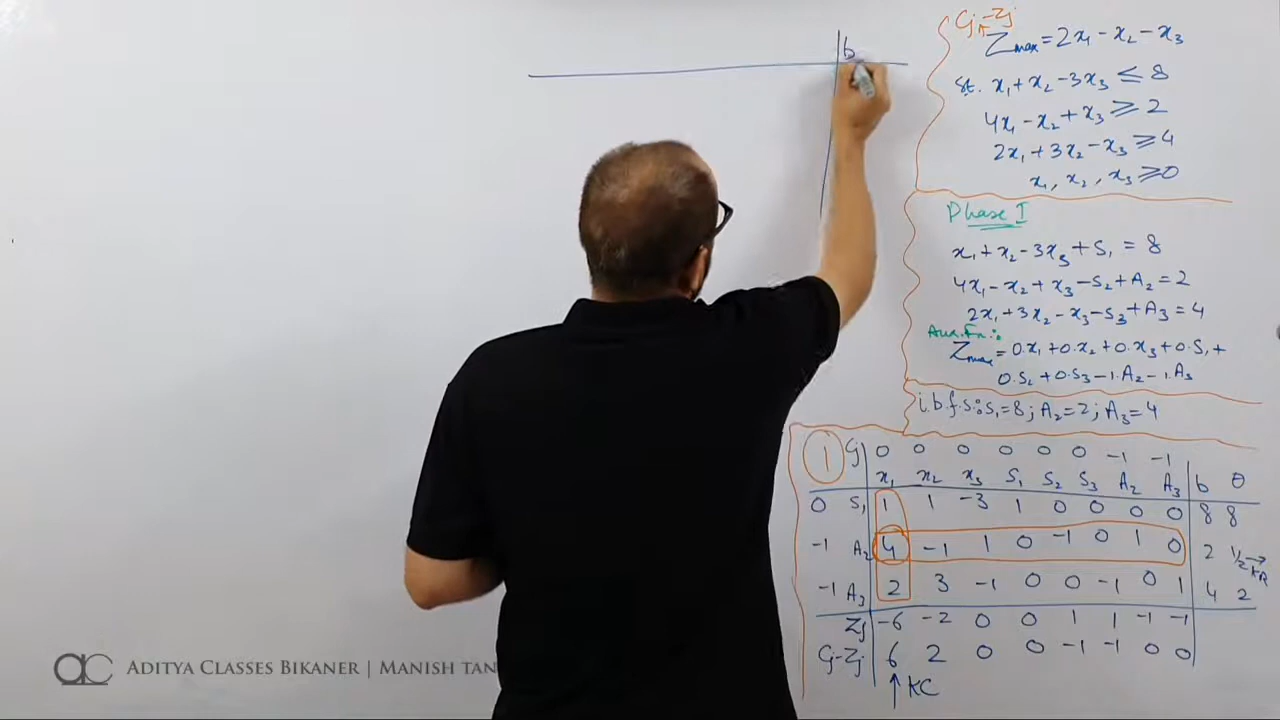 b
Cj-Zj
Zmax = 2x₁ - x₂ - x₃
st. x₁ + x₂ - 3x₃ ≤ 8
4x₁ - x₂ + x₃ ≥ 2
2x₁ + 3x₂ - x₃ ≥ 4
x₁, x₂, x₃ ≥ 0
Phase I
x₁ + x₂ - 3x₃ + S₁ = 8
4x₁ - x₂ + x₃ - S₂ + A₂ = 2
2x₁ + 3x₂ - x₃ - S₃ + A₃ = 4
Aux. Fn.:
Zmax = 0.x₁ + 0.x₂ + 0.x₃ + 0.S₁ +
0.S₂ + 0.S₃ - 1.A₂ - 1.A₃
i.b.f.s: S₁ = 8; A₂ = 2; A₃ = 4
1 Cj 0 0 0 0 0 0 -1 -1
x₁ x₂ x₃ S₁ S₂ S₃ A₂ A₃ b θ
0 S₁ 1 1 -3 1 0 0 0 0 8 8
-1 A₂ 4 -1 1 0 -1 0 1 0 2 1/2 → KR
-1 A₃ 2 3 -1 0 0 -1 0 1 4 2
Zj -6 -2 0 0 1 1 -1 -1
Cj-Zj 6 2 0 0 -1 -1 0 0
↑ KC
ac ADITYA CLASSES BIKANER | MANISH TAN